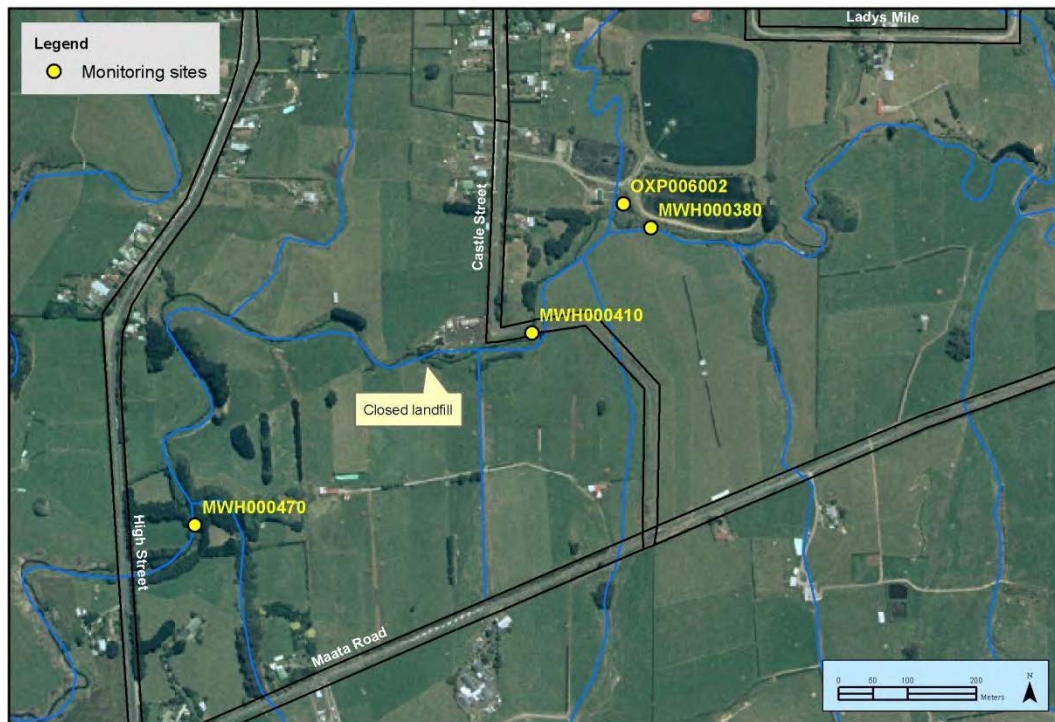 Legend
Monitoring sites
Ladys Mile
OXP006002
MWH000380
Castle Street
MWH000410
Closed landfill
MWH000470
High Street
Maata Road
0 50 100 200
Meters
N